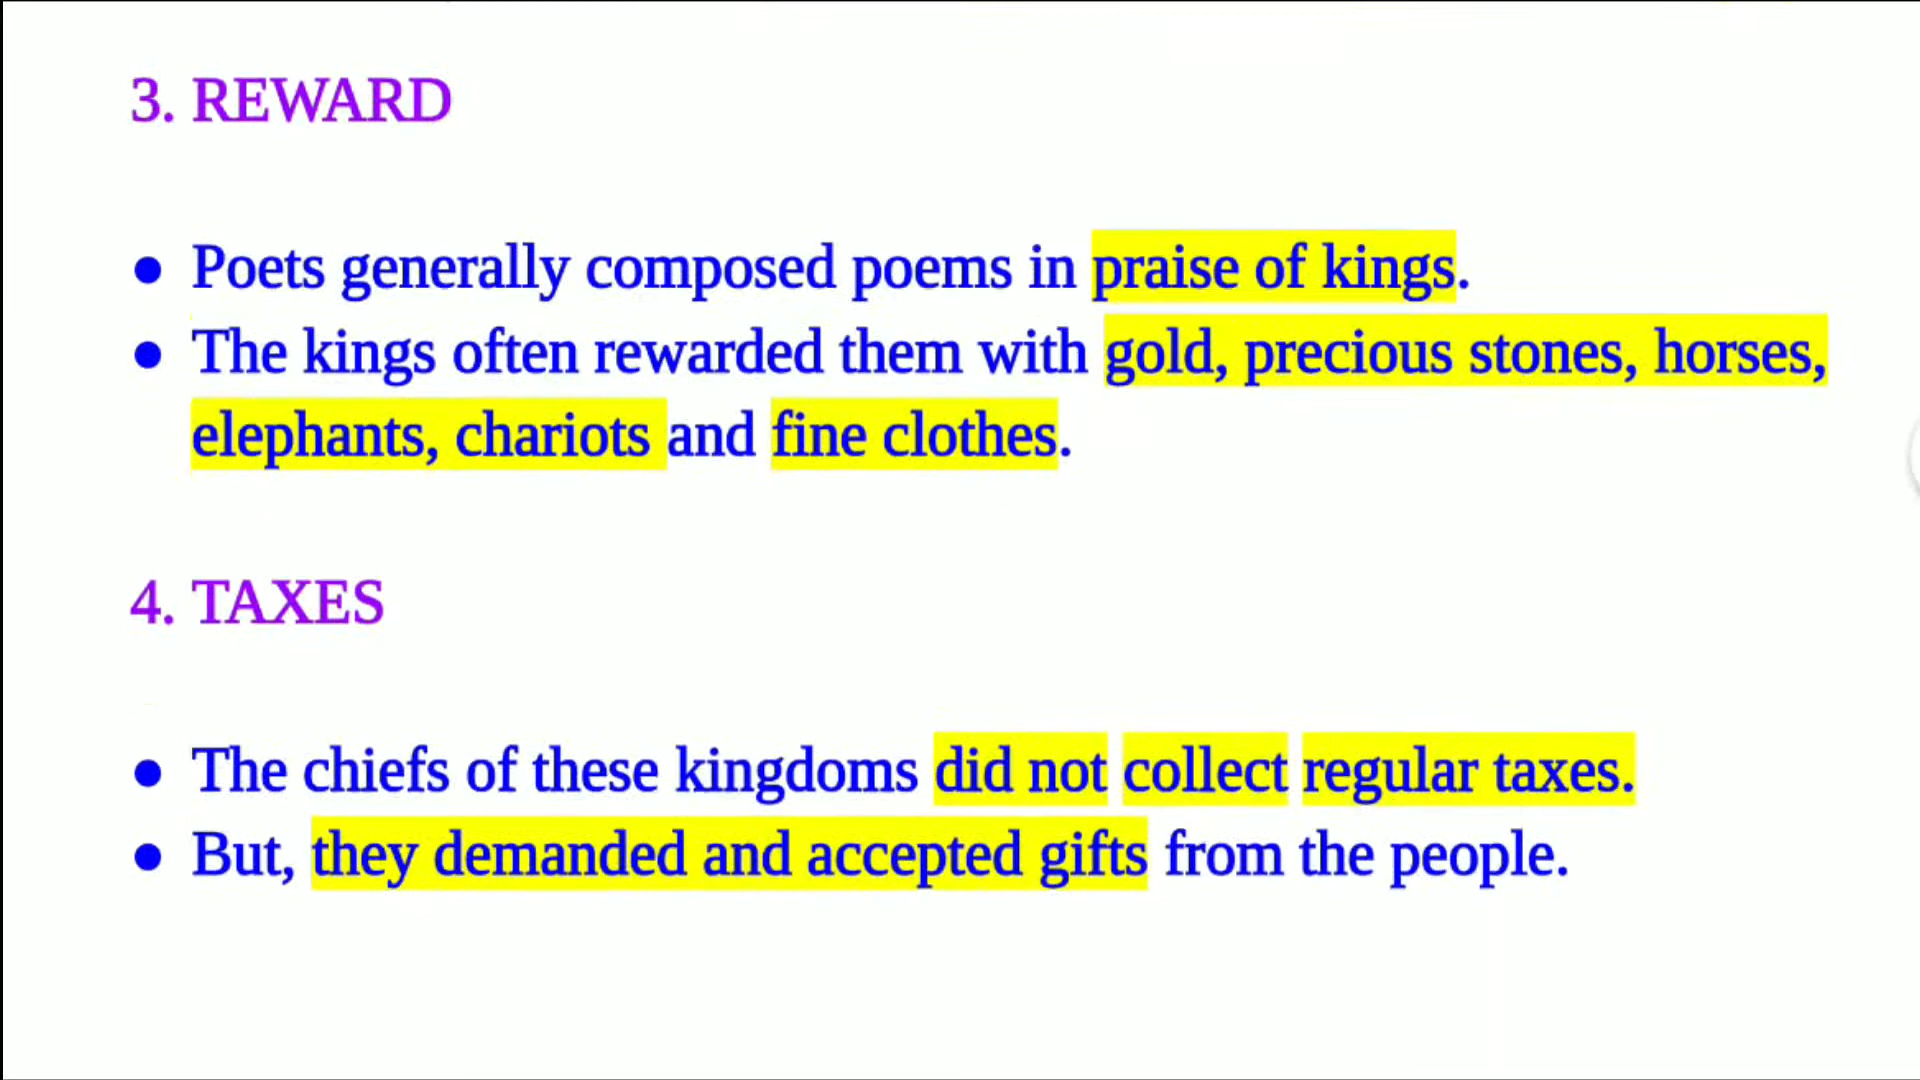 3. REWARD
● Poets generally composed poems in praise of kings.
● The kings often rewarded them with gold, precious stones, horses,
elephants, chariots and fine clothes.
4. TAXES
● The chiefs of these kingdoms did not collect regular taxes.
● But, they demanded and accepted gifts from the people.